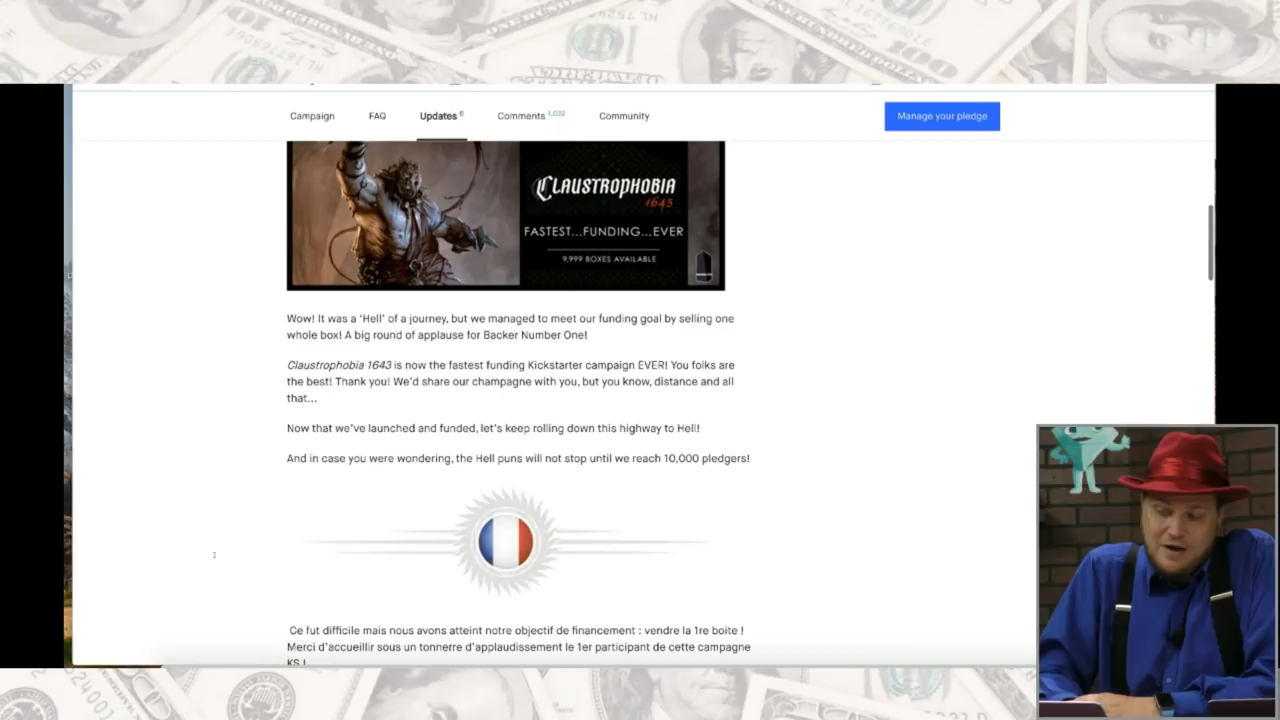 Campaign
FAQ
Updates 6
Comments 1,032
Community
Manage your pledge
CLAUSTROPHOBIA
1643
FASTEST...FUNDING...EVER
9,999 BOXES AVAILABLE
Wow! It was a ‘Hell’ of a journey, but we managed to meet our funding goal by selling one
whole box! A big round of applause for Backer Number One!
Claustrophobia 1643 is now the fastest funding Kickstarter campaign EVER! You folks are
the best! Thank you! We’d share our champagne with you, but you know, distance and all
that...
Now that we’ve launched and funded, let’s keep rolling down this highway to Hell!
And in case you were wondering, the Hell puns will not stop until we reach 10,000 pledgers!
Ce fut difficile mais nous avons atteint notre objectif de financement : vendre la 1re boite !
Merci d’accueillir sous un tonnerre d’applaudissement le 1er participant de cette campagne
KS !